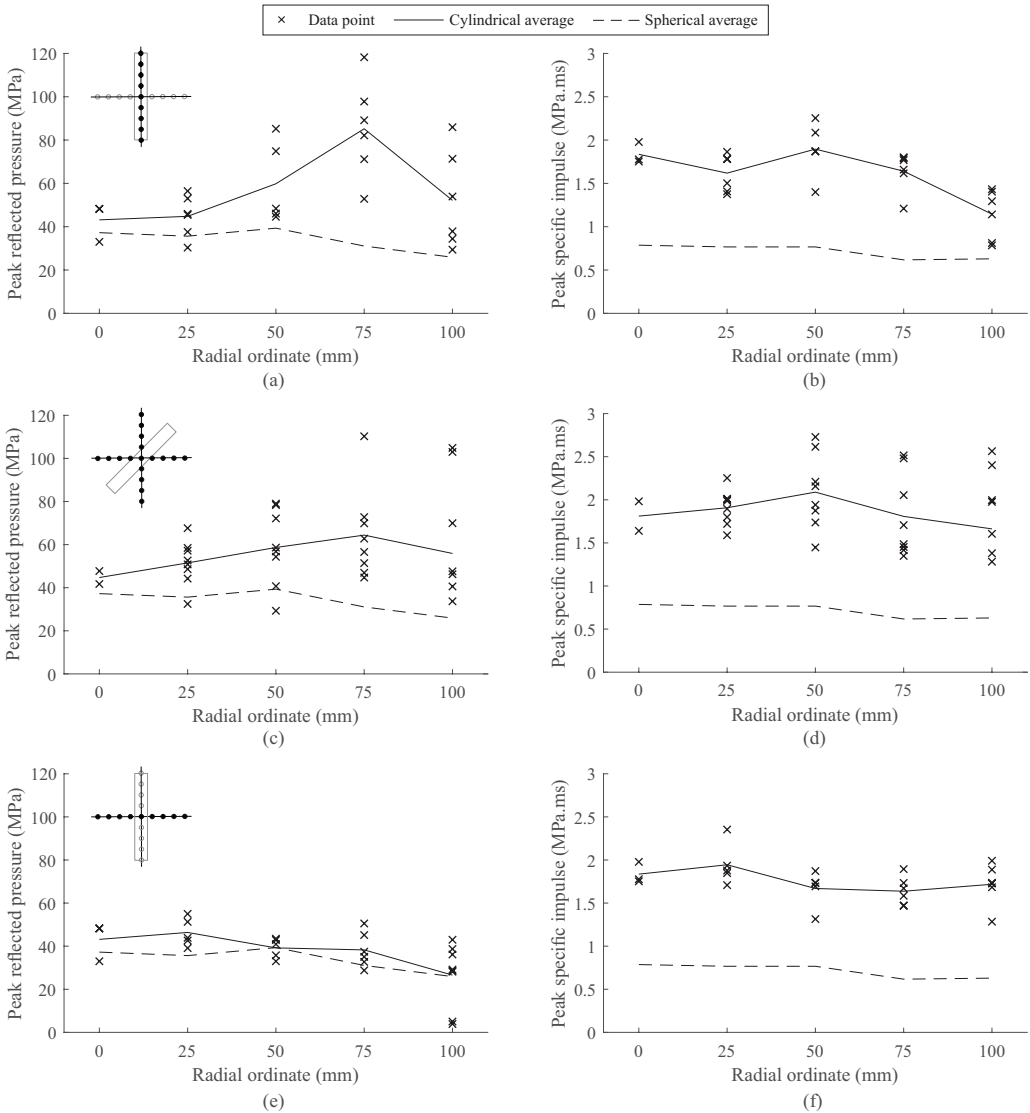 × Data point — Cylindrical average – – – Spherical average
Peak reflected pressure (MPa)
120
100
80
60
40
20
0
0 25 50 75 100
Radial ordinate (mm)
(a)
Peak specific impulse (MPa.ms)
3
2.5
2
1.5
1
0.5
0
0 25 50 75 100
Radial ordinate (mm)
(b)
Peak reflected pressure (MPa)
120
100
80
60
40
20
0
0 25 50 75 100
Radial ordinate (mm)
(c)
Peak specific impulse (MPa.ms)
3
2.5
2
1.5
1
0.5
0
0 25 50 75 100
Radial ordinate (mm)
(d)
Peak reflected pressure (MPa)
120
100
80
60
40
20
0
0 25 50 75 100
Radial ordinate (mm)
(e)
Peak specific impulse (MPa.ms)
3
2.5
2
1.5
1
0.5
0
0 25 50 75 100
Radial ordinate (mm)
(f)